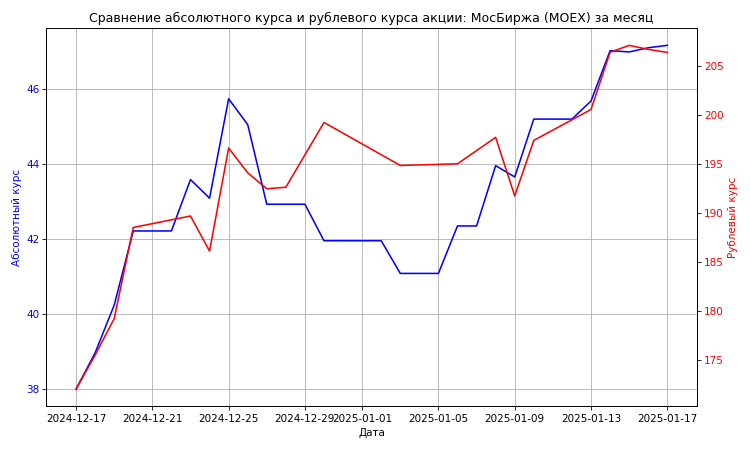 Сравнение абсолютного курса и рублевого курса акции: МосБиржа (MOEX) за месяц
Абсолютный курс
46
44
42
40
38
205
200
195
190
185
180
175
Рублевый курс
2024-12-17 2024-12-21 2024-12-25 2024-12-29 2025-01-01 2025-01-05 2025-01-09 2025-01-13 2025-01-17
Дата